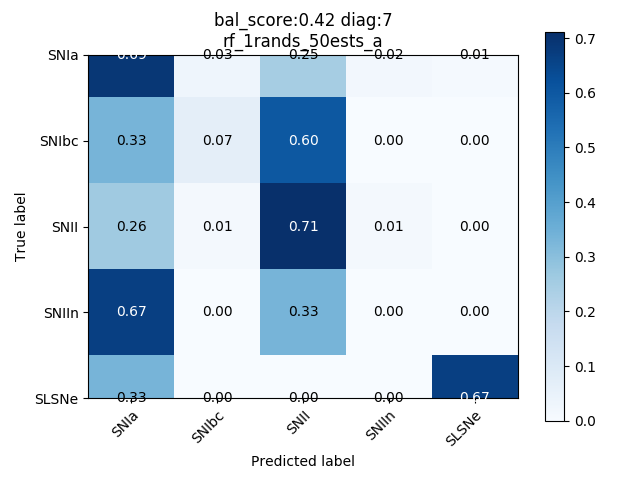 bal_score:0.42 diag:7
rf_1rands_50ests_a
SNIa 0.69 0.03 0.25 0.02 0.01
SNIbc 0.33 0.07 0.60 0.00 0.00
SNII 0.26 0.01 0.71 0.01 0.00
SNIIn 0.67 0.00 0.33 0.00 0.00
SLSNe 0.33 0.00 0.00 0.00 0.67
SNIa SNIbc SNII SNIIn SLSNe
True label
Predicted label
0.7
0.6
0.5
0.4
0.3
0.2
0.1
0.0